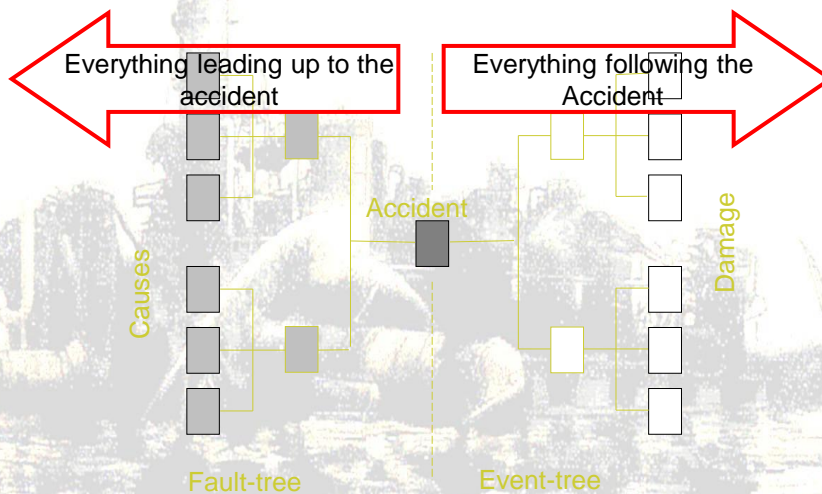 Everything leading up to the
accident
Everything following the
Accident
Accident
Causes
Damage
Fault-tree
Event-tree